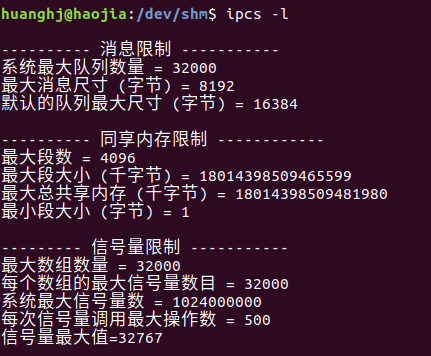 huanghj@haojia:/dev/shm$ ipcs -l
---------- 消息限制 -----------
系统最大队列数量 = 32000
最大消息尺寸 (字节) = 8192
默认的队列最大尺寸 (字节) = 16384
---------- 同享内存限制 ------------
最大段数 = 4096
最大段大小 (千字节) = 18014398509465599
最大总共享内存 (千字节) = 18014398509481980
最小段大小 (字节) = 1
--------- 信号量限制 -----------
最大数组数量 = 32000
每个数组的最大信号量数目 = 32000
系统最大信号量数 = 1024000000
每次信号量调用最大操作数 = 500
信号量最大值=32767